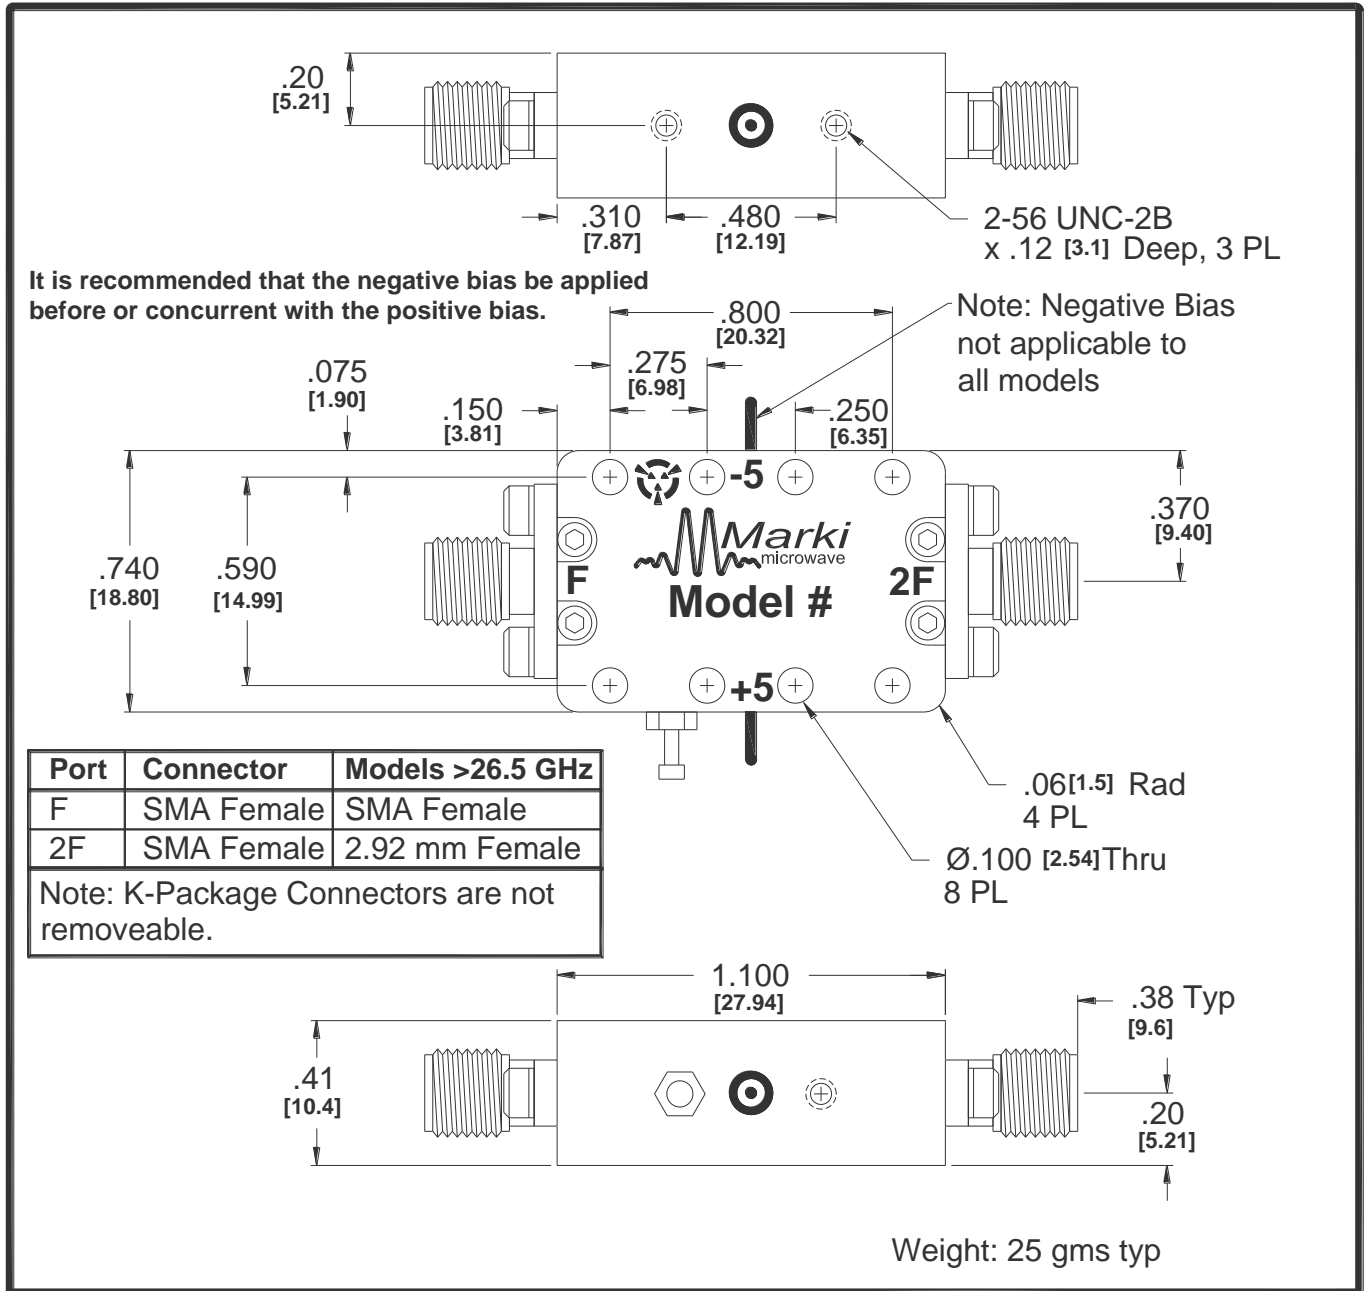 .20
[5.21]
.310
[7.87]
.480
[12.19]
2-56 UNC-2B
x .12 [3.1] Deep, 3 PL
It is recommended that the negative bias be applied
before or concurrent with the positive bias.
.800
[20.32]
Note: Negative Bias
not applicable to
all models
.075
[1.90]
.275
[6.98]
.150
[3.81]
.250
[6.35]
-5
.370
[9.40]
.740
[18.80]
.590
[14.99]
Marki
microwave
F
2F
Model #
+5
Port Connector Models >26.5 GHz
F SMA Female SMA Female
2F SMA Female 2.92 mm Female
Note: K-Package Connectors are not
removeable.
.06[1.5] Rad
4 PL
Ø.100 [2.54]Thru
8 PL
1.100
[27.94]
.38 Typ
[9.6]
.41
[10.4]
.20
[5.21]
Weight: 25 gms typ